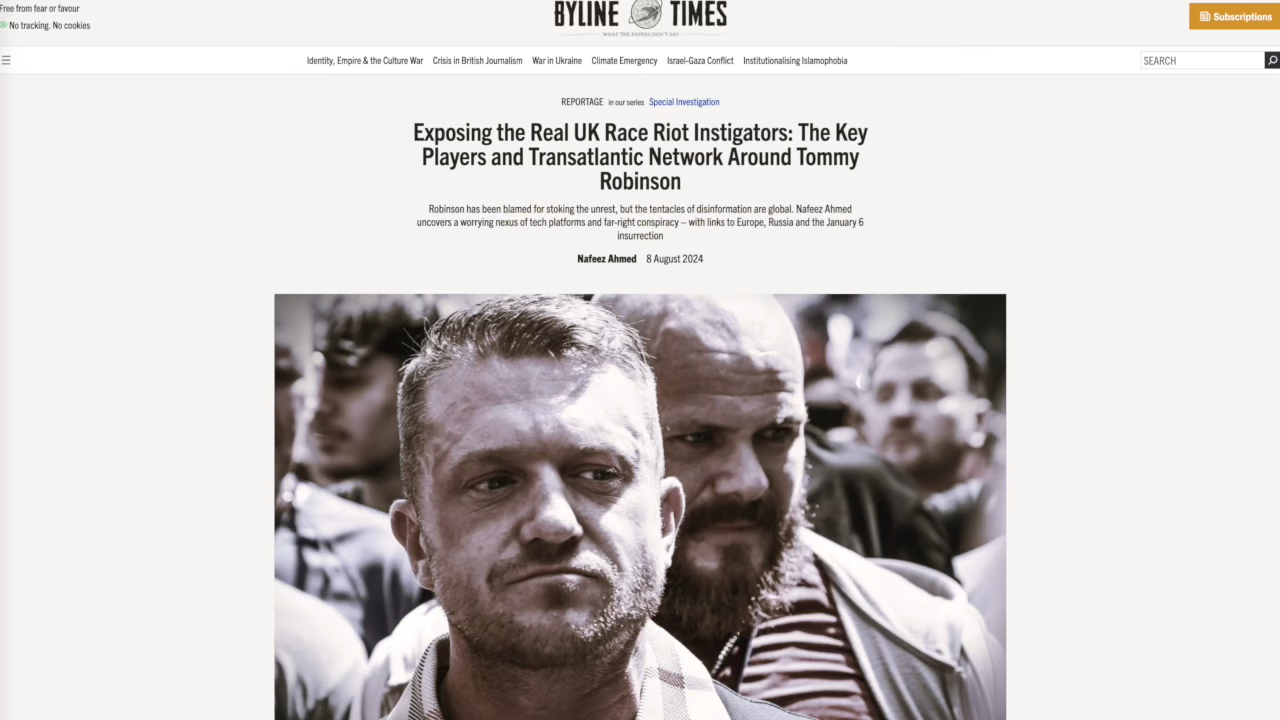 Free from fear or favour
No tracking. No cookies
BYLINE TIMES
WHAT THE PAPERS DON'T SAY
Subscriptions
Identity, Empire & the Culture War Crisis in British Journalism War in Ukraine Climate Emergency Israel-Gaza Conflict Institutionalising Islamophobia
SEARCH
REPORTAGE in our series Special Investigation
Exposing the Real UK Race Riot Instigators: The Key
Players and Transatlantic Network Around Tommy
Robinson
Robinson has been blamed for stoking the unrest, but the tentacles of disinformation are global. Nafeez Ahmed
uncovers a worrying nexus of tech platforms and far-right conspiracy – with links to Europe, Russia and the January 6
insurrection
Nafeez Ahmed 8 August 2024